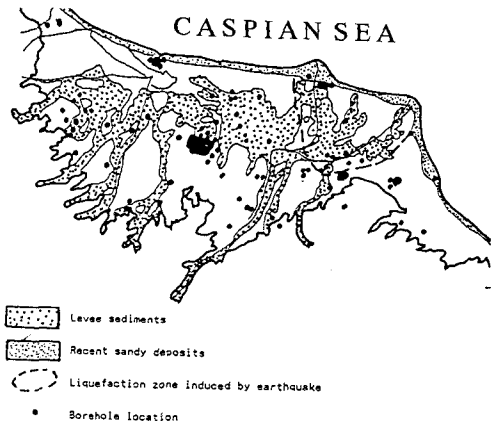 CASPIAN SEA
Levee sediments
Recent sandy deposits
Liquefaction zone induced by earthquake
Borehole location